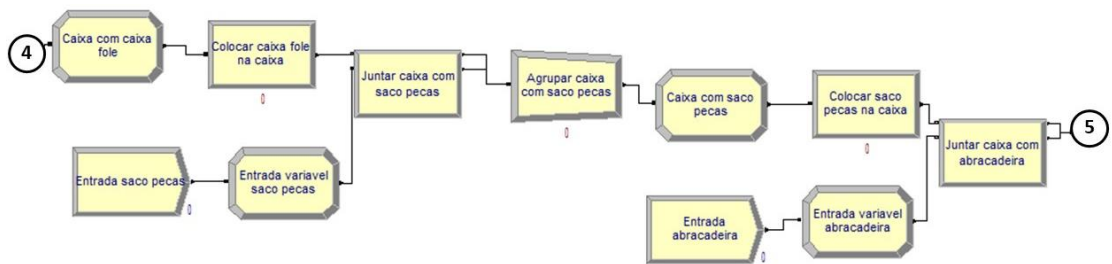 4
Caixa com caixa
fole
Colocar caixa fole
na caixa
0
Juntar caixa com
saco pecas
Agrupar caixa
com saco pecas
0
Caixa com saco
pecas
Colocar saco
pecas na caixa
0
Juntar caixa com
abracadeira
5
Entrada saco pecas
0
Entrada variavel
saco pecas
Entrada
abracadeira
0
Entrada variavel
abracadeira